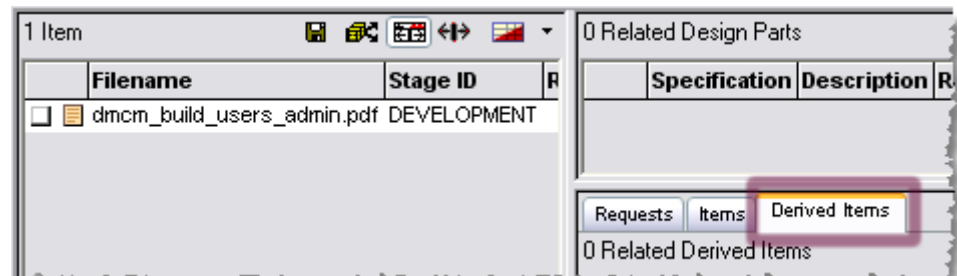 1 Item
Filename Stage ID R
dmcm_build_users_admin.pdf DEVELOPMENT
0 Related Design Parts
Specification Description R
Requests Items Derived Items
0 Related Derived Items